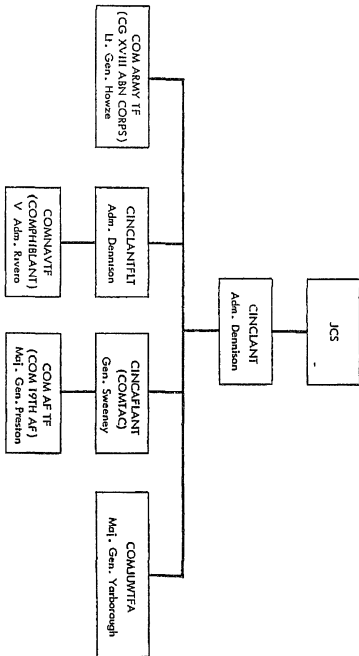 JCS
CINCLANT
Adm. Dennison
COM ARMY TF
(CG XVIII ABN CORPS)
Lt. Gen. Howze
CINCLANTFLT
Adm. Dennison
CINCAFLANT
(COMTAC)
Gen. Sweeney
COMJUWTFA
Maj. Gen. Yarborough
COMNAVTF
(COMPHIBLANT)
V Adm. Rivero
COM AF TF
(COM 19TH AF)
Maj. Gen. Preston